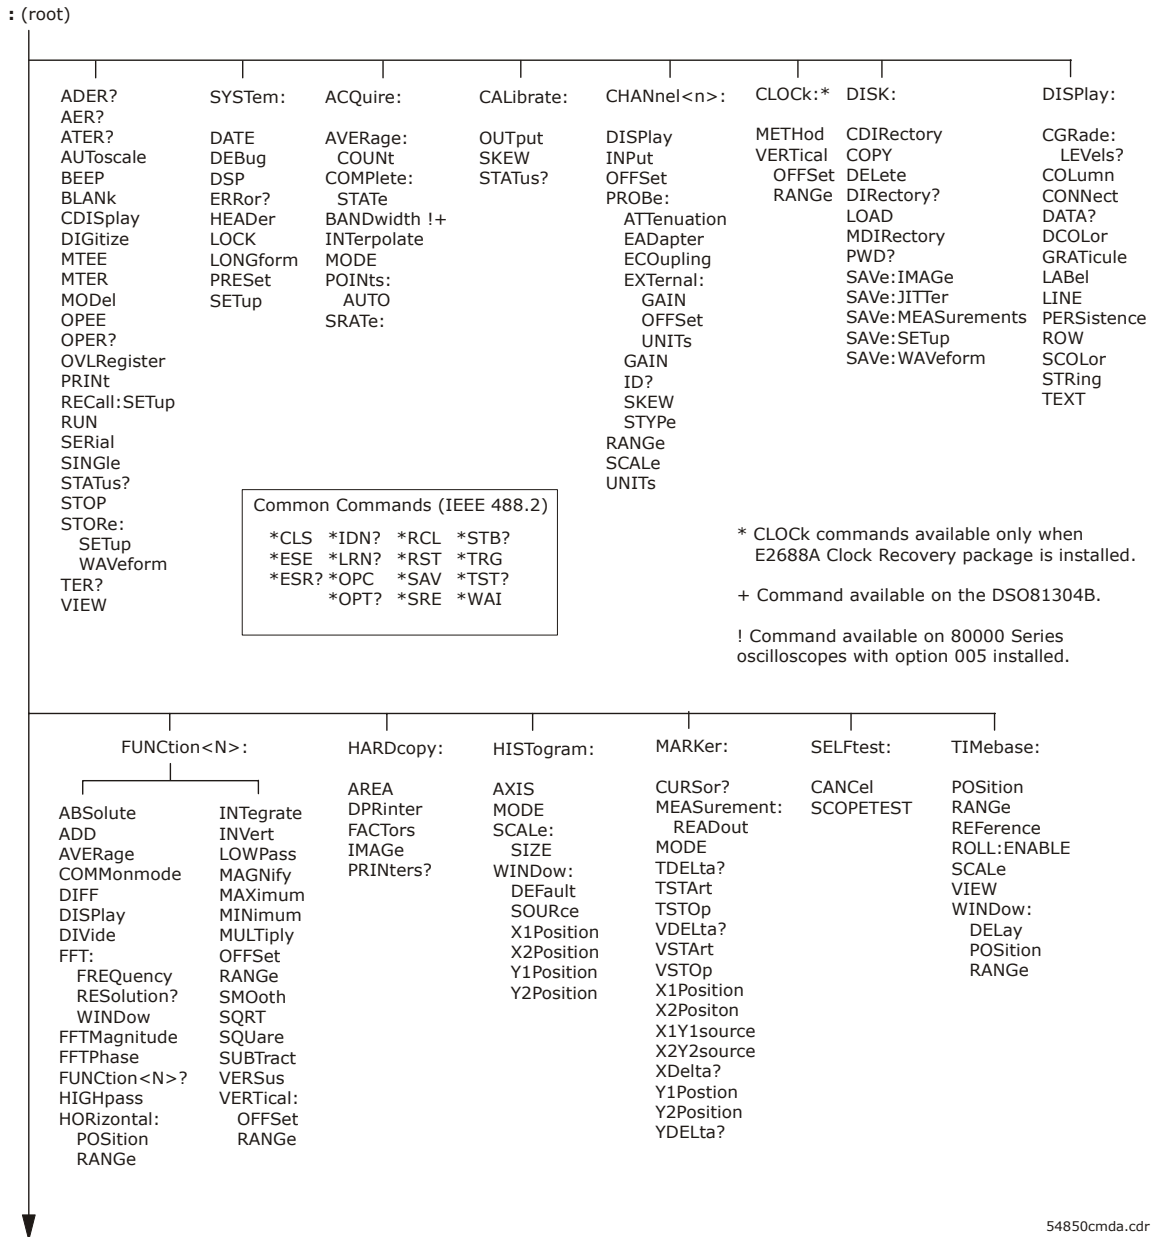 : (root)
ADER?
AER?
ATER?
AUToscale
BEEP
BLANk
CDISplay
DIGitize
MTEE
MTER
MODel
OPEE
OPER?
OVLRegister
PRINt
RECall:SETup
RUN
SERial
SINGle
STATus?
STOP
STORe:
SETup
WAVeform
TER?
VIEW
SYSTem:
DATE
DEBug
DSP
ERRor?
HEADer
LOCK
LONGform
PRESet
SETup
ACQuire:
AVERage:
COUNt
COMPlete:
STATe
BANDwidth !+
INTerpolate
MODE
POINts:
AUTO
SRATe:
CALibrate:
OUTput
SKEW
STATus?
CHANnel<n>:
DISPlay
INPut
OFFSet
PROBe:
ATTenuation
EADapter
ECOupling
EXTernal:
GAIN
OFFSet
UNITs
GAIN
ID?
SKEW
STYPe
RANGe
SCALe
UNITs
CLOCk:*
METHod
VERTical
OFFSet
RANGe
DISK:
CDIRectory
COPY
DELete
DIRectory?
LOAD
MDIRectory
PWD?
SAVe:IMAGe
SAVe:JITTer
SAVe:MEASurements
SAVe:SETup
SAVe:WAVeform
DISPlay:
CGRade:
LEVels?
COLumn
CONNect
DATA?
DCOLor
GRATicule
LABel
LINE
PERSistence
ROW
SCOLor
STRing
TEXT
Common Commands (IEEE 488.2)
*CLS *IDN? *RCL *STB?
*ESE *LRN? *RST *TRG
*ESR? *OPC *SAV *TST?
*OPT? *SRE *WAI
* CLOCk commands available only when
E2688A Clock Recovery package is installed.
+ Command available on the DSO81304B.
! Command available on 80000 Series
oscilloscopes with option 005 installed.
FUNCtion<N>:
ABSolute
ADD
AVERage
COMMonmode
DIFF
DISPlay
DIVide
FFT:
FREQuency
RESolution?
WINDow
FFTMagnitude
FFTPhase
FUNCtion<N>?
HIGHpass
HORizontal:
POSition
RANGe
INTegrate
INVert
LOWPass
MAGNify
MAXimum
MINimum
MULTiply
OFFSet
RANGe
SMOoth
SQRT
SQUare
SUBTract
VERSus
VERTical:
OFFSet
RANGe
HARDcopy:
AREA
DPRinter
FACTors
IMAGe
PRINters?
HISTogram:
AXIS
MODE
SCALe:
SIZE
WINDow:
DEFault
SOURce
X1Position
X2Position
Y1Position
Y2Position
MARKer:
CURSor?
MEASurement:
READout
MODE
TDELta?
TSTArt
TSTOp
VDELta?
VSTArt
VSTOp
X1Position
X2Positon
X1Y1source
X2Y2source
XDelta?
Y1Postion
Y2Position
YDELta?
SELFtest:
CANCel
SCOPETEST
TIMebase:
POSition
RANGe
REFerence
ROLL:ENABLE
SCALe
VIEW
WINDow:
DELay
POSition
RANGe
54850cmda.cdr